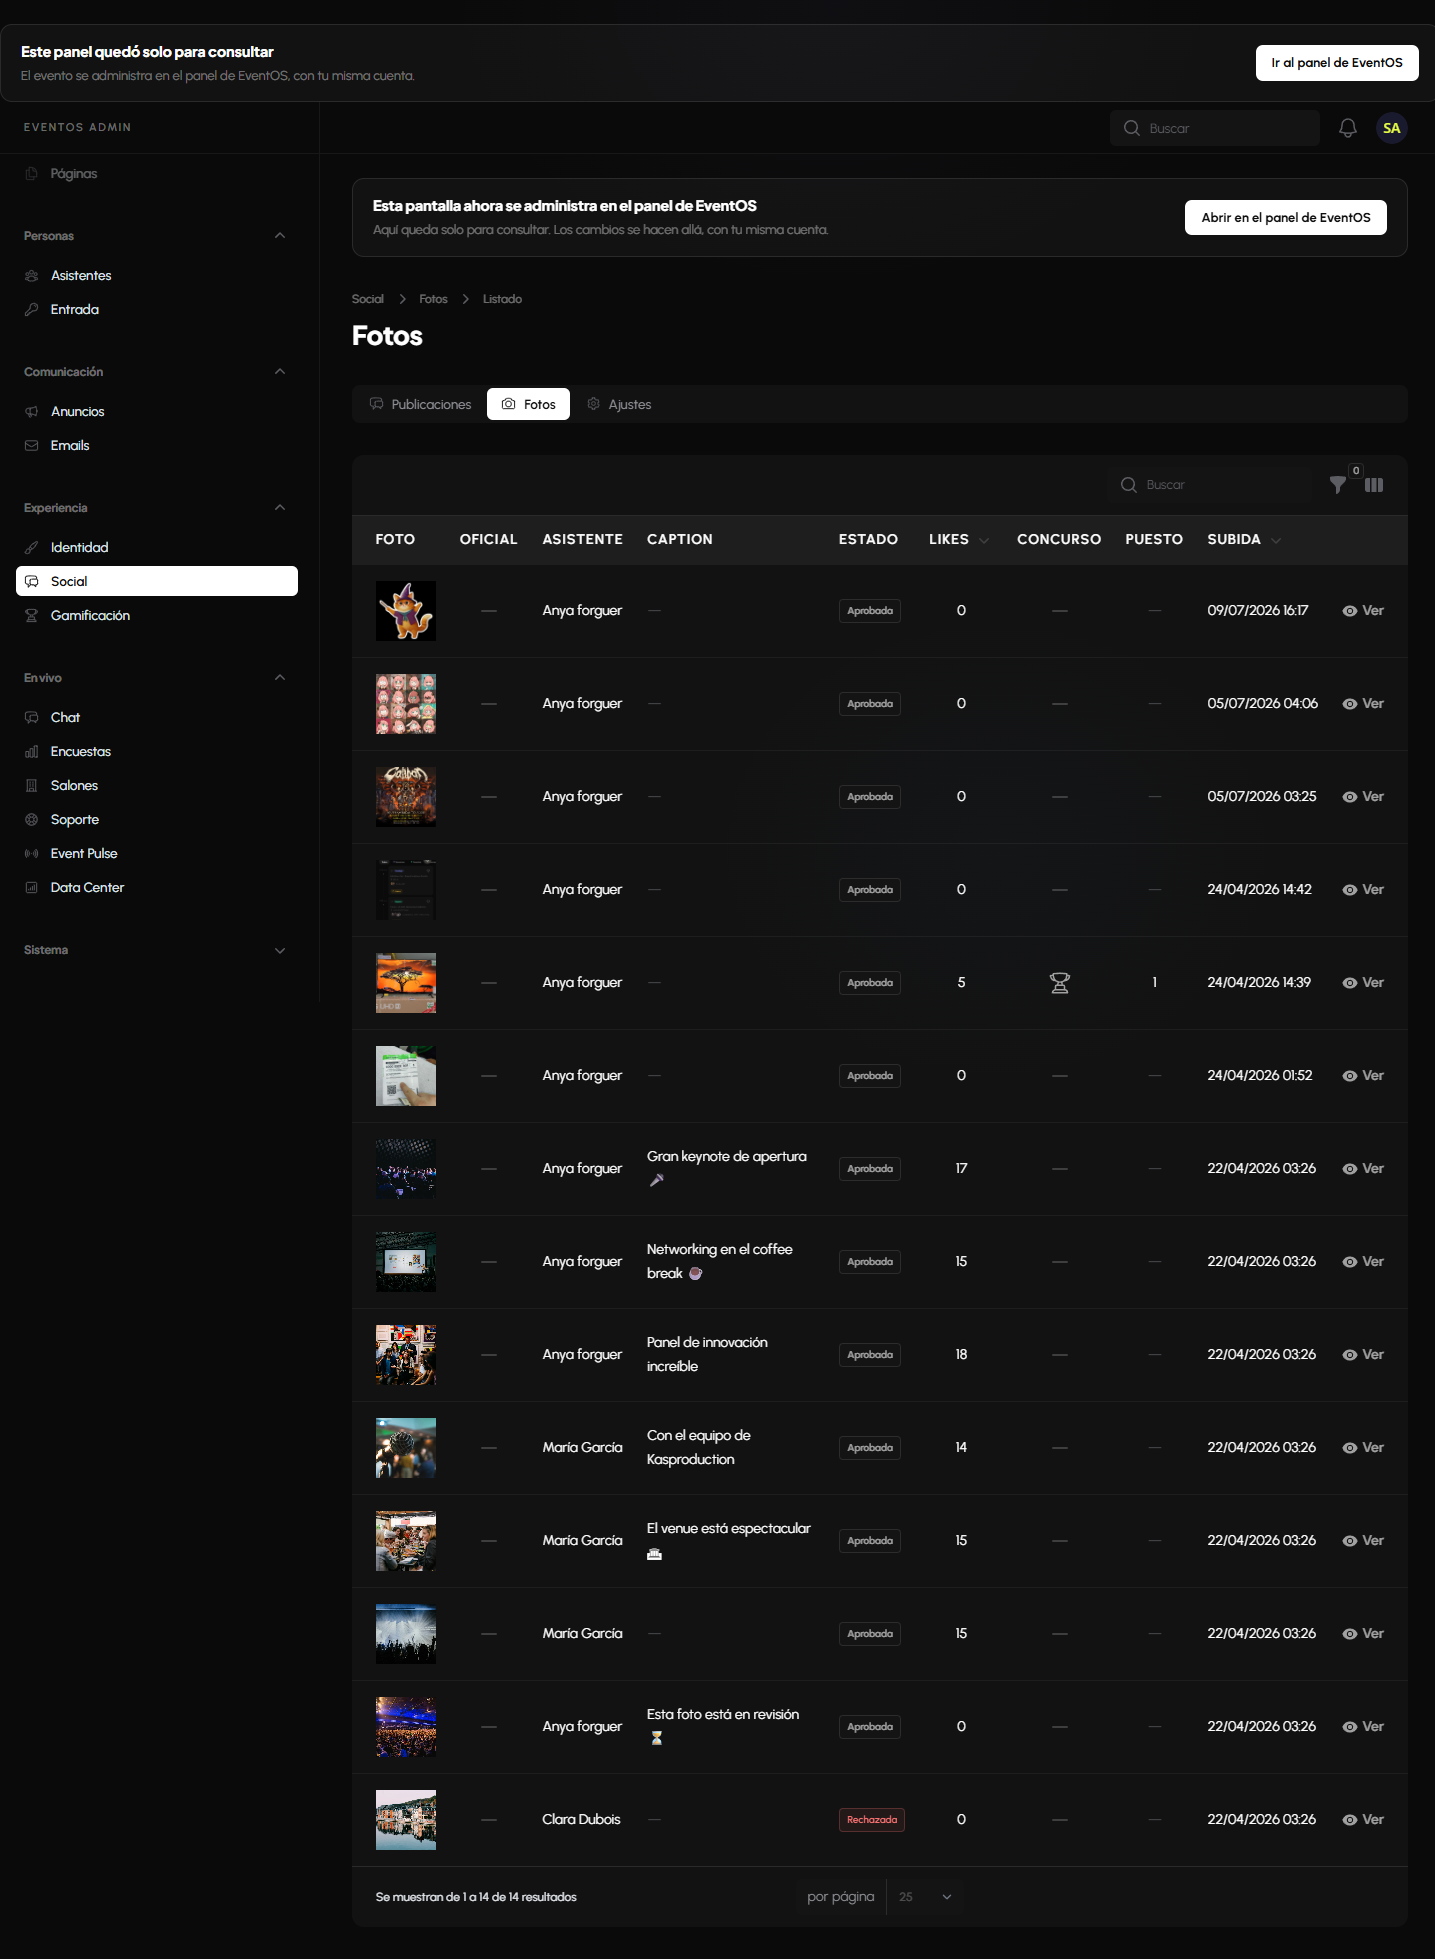 Este panel quedó solo para consultar
El evento se administra en el panel de EventOS, con tu misma cuenta.
Ir al panel de EventOS
EVENTOS ADMIN
Buscar
SA
Páginas
Esta pantalla ahora se administra en el panel de EventOS
Aquí queda solo para consultar. Los cambios se hacen allá, con tu misma cuenta.
Abrir en el panel de EventOS
Personas
Asistentes
Entrada
Comunicación
Anuncios
Emails
Experiencia
Identidad
Social
Gamificación
En vivo
Chat
Encuestas
Salones
Soporte
Event Pulse
Data Center
Sistema
Social > Fotos > Listado
Fotos
Publicaciones Fotos Ajustes
Buscar
0
FOTO OFICIAL ASISTENTE CAPTION ESTADO LIKES CONCURSO PUESTO SUBIDA
— Anya forguer — Aprobada 0 — — 09/07/2026 16:17 Ver
— Anya forguer — Aprobada 0 — — 05/07/2026 04:06 Ver
Caliban
— Anya forguer — Aprobada 0 — — 05/07/2026 03:25 Ver
— Anya forguer — Aprobada 0 — — 24/04/2026 14:42 Ver
— Anya forguer — Aprobada 5 1 24/04/2026 14:39 Ver
— Anya forguer — Aprobada 0 — — 24/04/2026 01:52 Ver
— Anya forguer Gran keynote de apertura 🎤 Aprobada 17 — — 22/04/2026 03:26 Ver
— Anya forguer Networking en el coffee break ☕ Aprobada 15 — — 22/04/2026 03:26 Ver
— Anya forguer Panel de innovación increíble Aprobada 18 — — 22/04/2026 03:26 Ver
— María García Con el equipo de Kasproduction Aprobada 14 — — 22/04/2026 03:26 Ver
— María García El venue está espectacular 🏛 Aprobada 15 — — 22/04/2026 03:26 Ver
— María García — Aprobada 15 — — 22/04/2026 03:26 Ver
— Anya forguer Esta foto está en revisión ⏳ Aprobada 0 — — 22/04/2026 03:26 Ver
— Clara Dubois — Rechazada 0 — — 22/04/2026 03:26 Ver
Se muestran de 1 a 14 de 14 resultados
por página 25